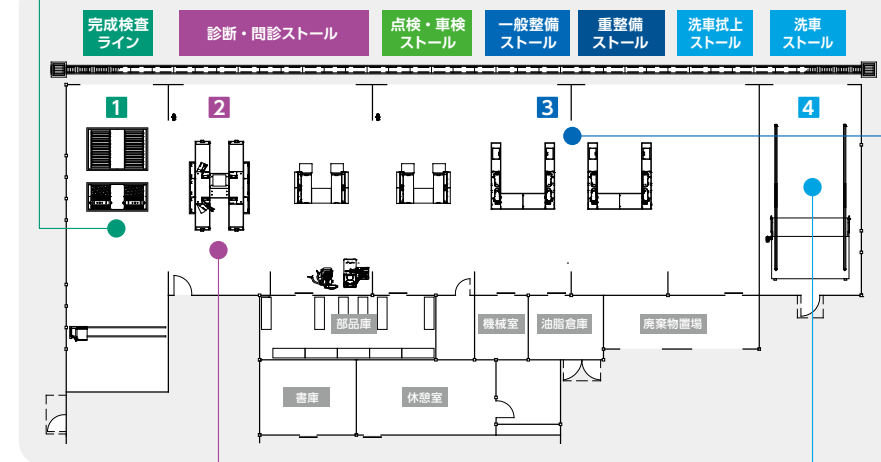 完成検査
ライン
診断・問診ストール
点検・車検
ストール
一般整備
ストール
重整備
ストール
洗車拭上
ストール
洗車
ストール
1
2
3
4
部品庫
機械室
油脂倉庫
廃棄物置場
書庫
休憩室